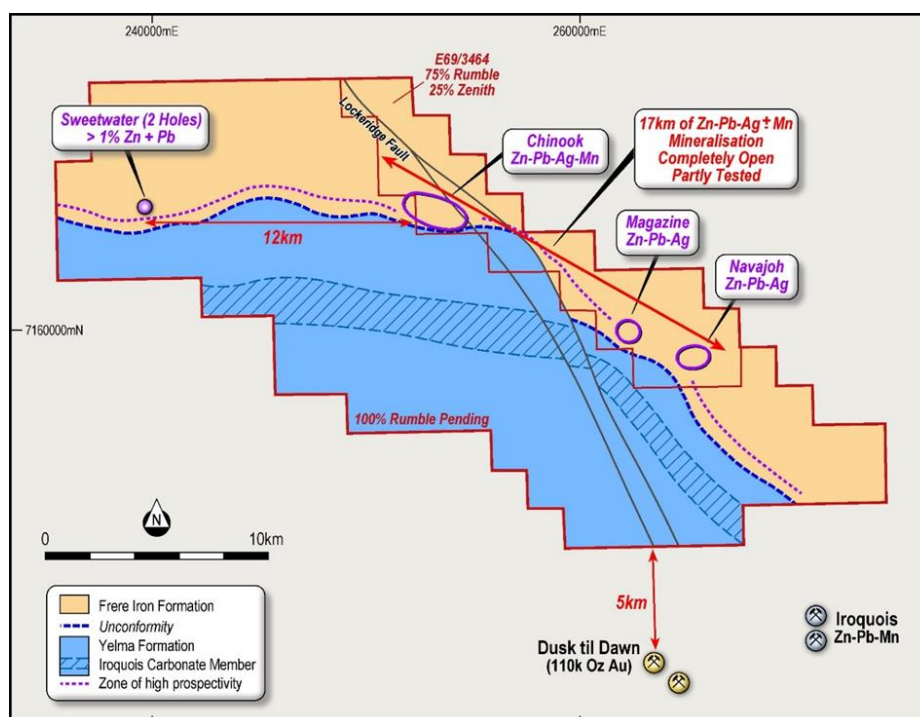 240000mE
260000mE
E69/3464
75% Rumble
25% Zenith
Lockeridge Fault
Sweetwater (2 Holes)
> 1% Zn + Pb
Chinook
Zn-Pb-Ag-Mn
17km of Zn-Pb-Ag±Mn
Mineralisation
Completely Open
Partly Tested
12km
Magazine
Zn-Pb-Ag
Navajoh
Zn-Pb-Ag
7160000mN
100% Rumble Pending
N
0
10km
5km
Frere Iron Formation
Unconformity
Yelma Formation
Iroquois Carbonate Member
Zone of high prospectivity
Dusk til Dawn
(110k Oz Au)
Iroquois
Zn-Pb-Mn